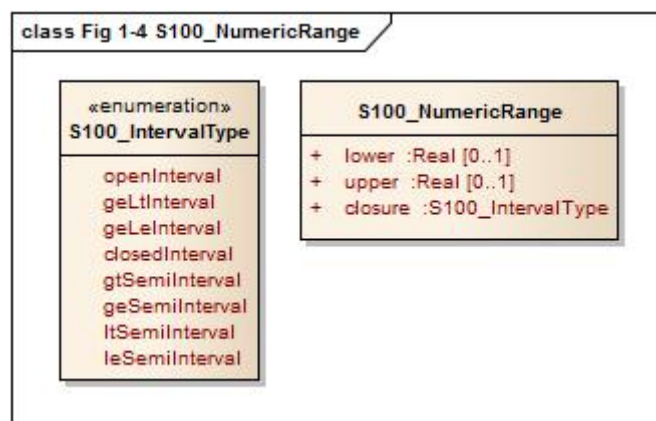 class Fig 1-4 S100_NumericRange
«enumeration»
S100_IntervalType
openInterval
geLtInterval
geLeInterval
closedInterval
gtSemiInterval
geSemiInterval
ltSemiInterval
leSemiInterval
S100_NumericRange
+ lower :Real [0..1]
+ upper :Real [0..1]
+ closure :S100_IntervalType